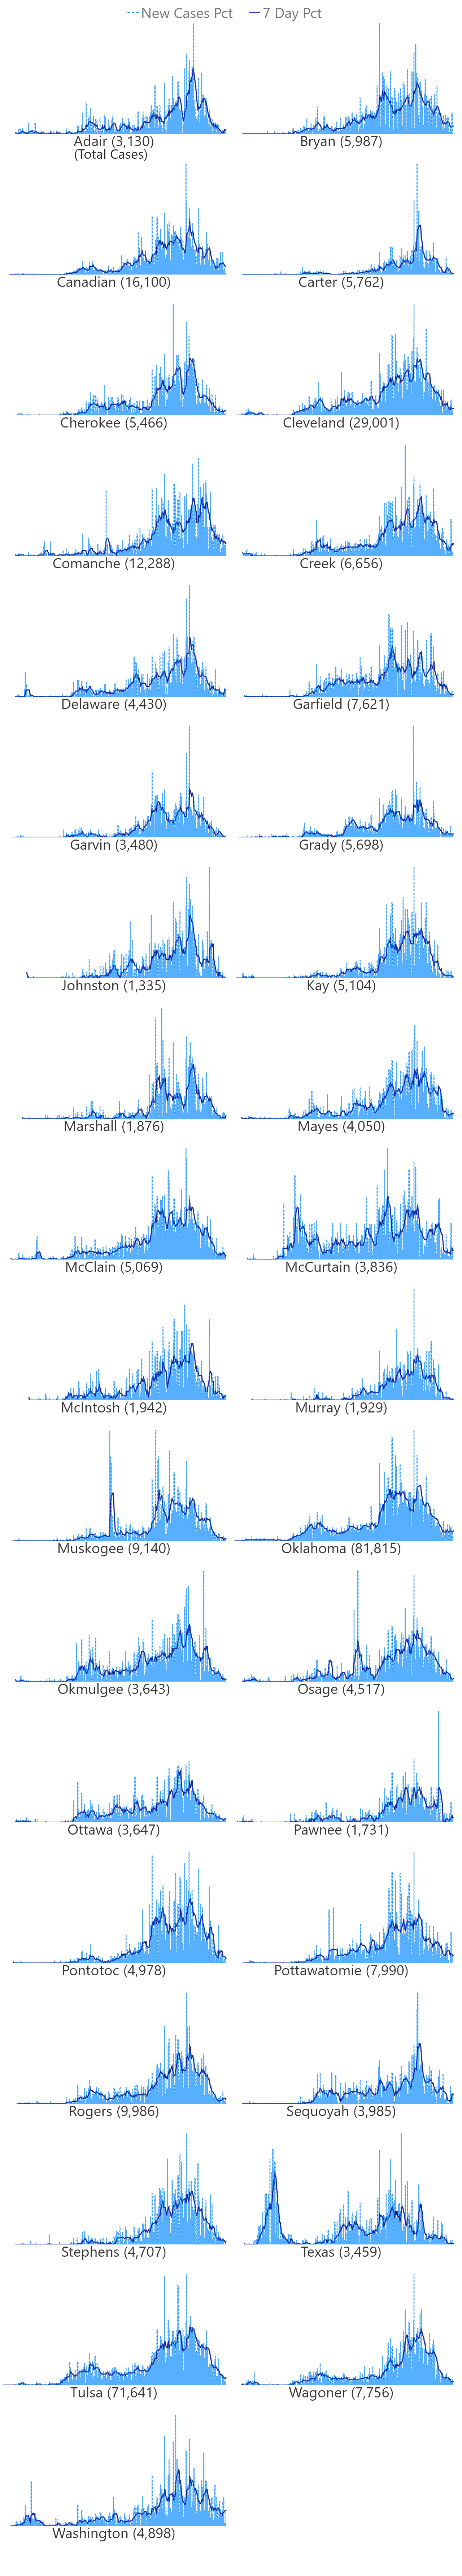 New Cases Pct 7 Day Pct
Adair (3,130) Bryan (5,987)
(Total Cases)
Canadian (16,100) Carter (5,762)
Cherokee (5,466) Cleveland (29,001)
Comanche (12,288) Creek (6,656)
Delaware (4,430) Garfield (7,621)
Garvin (3,480) Grady (5,698)
Johnston (1,335) Kay (5,104)
Marshall (1,876) Mayes (4,050)
McClain (5,069) McCurtain (3,836)
McIntosh (1,942) Murray (1,929)
Muskogee (9,140) Oklahoma (81,815)
Okmulgee (3,643) Osage (4,517)
Ottawa (3,647) Pawnee (1,731)
Pontotoc (4,978) Pottawatomie (7,990)
Rogers (9,986) Sequoyah (3,985)
Stephens (4,707) Texas (3,459)
Tulsa (71,641) Wagoner (7,756)
Washington (4,898)